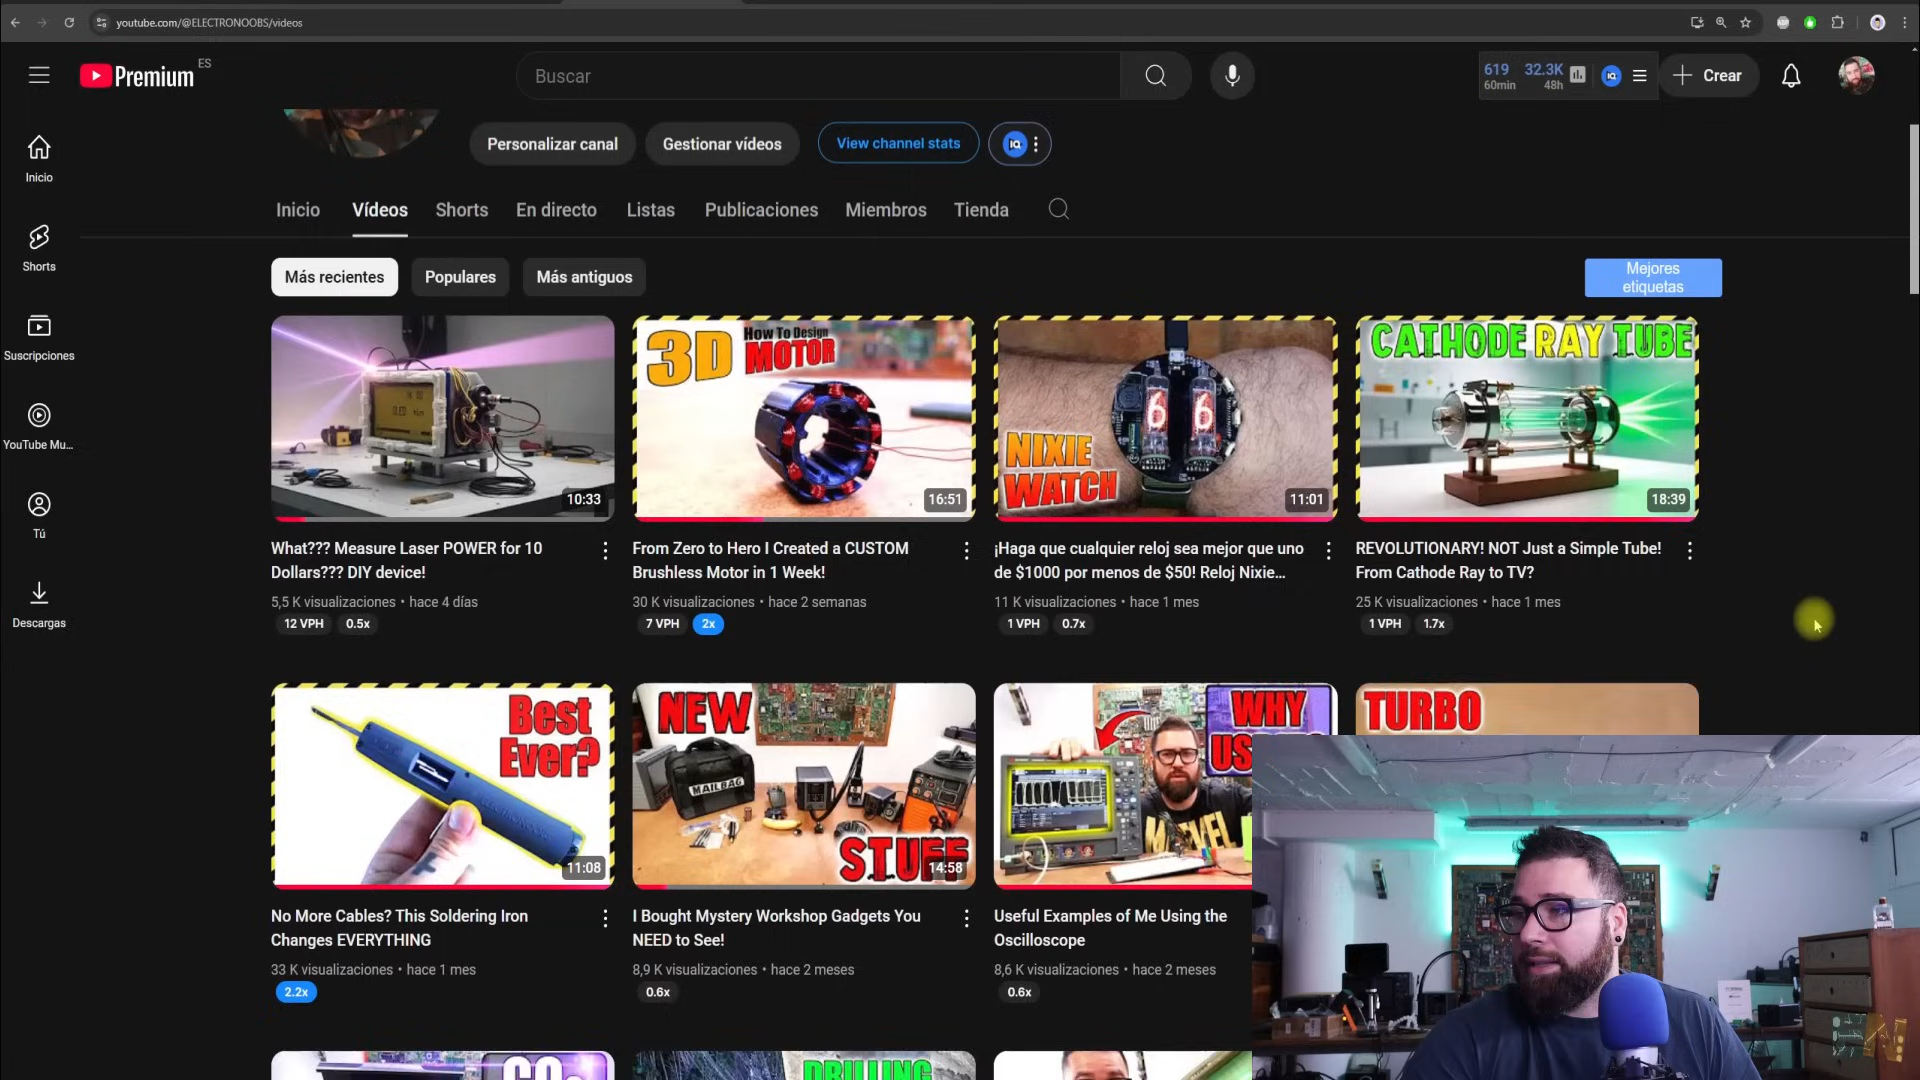 youtube.com/@ELECTRONOOBS/videos
Premium
ES
Buscar
619
60min
32.3K
48h
IQ
Crear
Inicio
Shorts
Suscripciones
YouTube Mu...
Tú
Descargas
Personalizar canal
Gestionar vídeos
View channel stats
IQ
Inicio
Vídeos
Shorts
En directo
Listas
Publicaciones
Miembros
Tienda
Más recientes
Populares
Más antiguos
Mejores
etiquetas
10:33
What??? Measure Laser POWER for 10
Dollars??? DIY device!
5,5 K visualizaciones • hace 4 días
12 VPH
0.5x
3D
How To Design
MOTOR
16:51
From Zero to Hero I Created a CUSTOM
Brushless Motor in 1 Week!
30 K visualizaciones • hace 2 semanas
7 VPH
2x
6 6
NIXIE
WATCH
11:01
¡Haga que cualquier reloj sea mejor que uno
de $1000 por menos de $50! Reloj Nixie...
11 K visualizaciones • hace 1 mes
1 VPH
0.7x
CATHODE RAY TUBE
18:39
REVOLUTIONARY! NOT Just a Simple Tube!
From Cathode Ray to TV?
25 K visualizaciones • hace 1 mes
1 VPH
1.7x
Best
Ever?
11:08
No More Cables? This Soldering Iron
Changes EVERYTHING
33 K visualizaciones • hace 1 mes
2.2x
NEW
MAILBAG
STUFF
14:58
I Bought Mystery Workshop Gadgets You
NEED to See!
8,9 K visualizaciones • hace 2 meses
0.6x
WHY
MARVEL
Useful Examples of Me Using the
Oscilloscope
8,6 K visualizaciones • hace 2 meses
0.6x
TURBO
DRILLING